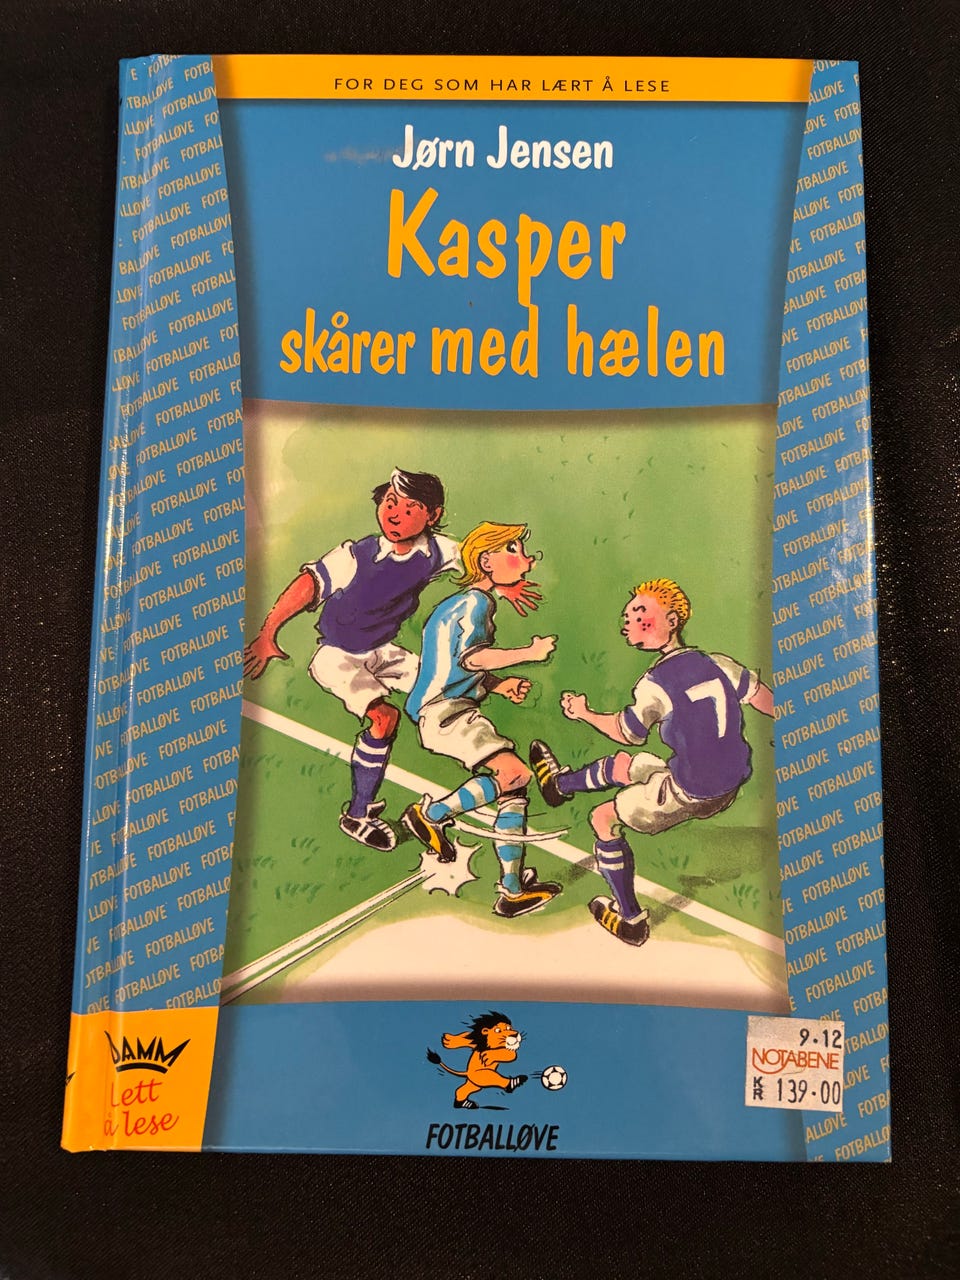 FOR DEG SOM HAR LÆRT Å LESE
Jørn Jensen
Kasper
skårer med hælen
7
DAMM
Lett
å lese
FOTBALLØVE
9.12
NOTABENE
KR 139.00